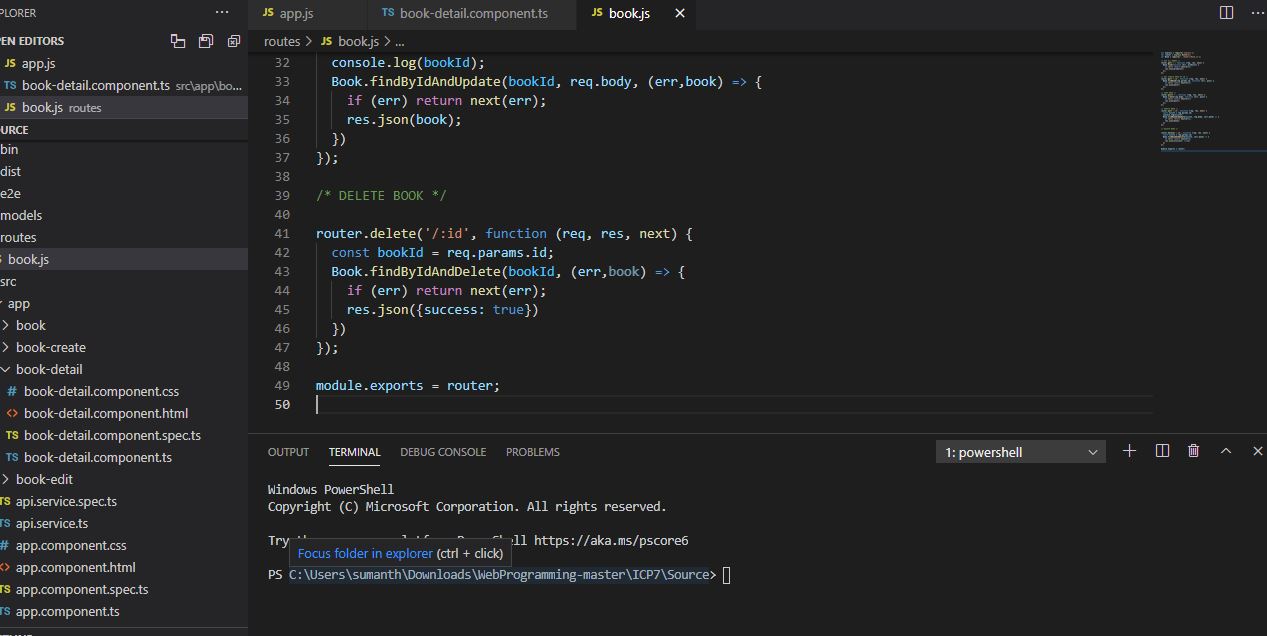 PLORER
...
JS app.js
TS book-detail.component.ts
JS book.js
EN EDITORS
JS app.js
TS book-detail.component.ts src\app\bo...
JS book.js routes
URCE
bin
dist
e2e
models
routes
book.js
src
app
book
book-create
book-detail
# book-detail.component.css
<> book-detail.component.html
TS book-detail.component.spec.ts
TS book-detail.component.ts
book-edit
TS api.service.spec.ts
TS api.service.ts
# app.component.css
<> app.component.html
TS app.component.spec.ts
TS app.component.ts
routes > JS book.js > ...
32 console.log(bookId);
33 Book.findByIdAndUpdate(bookId, req.body, (err,book) => {
34 if (err) return next(err);
35 res.json(book);
36 })
37 });
38
39 /* DELETE BOOK */
40
41 router.delete('/:id', function (req, res, next) {
42 const bookId = req.params.id;
43 Book.findByIdAndDelete(bookId, (err,book) => {
44 if (err) return next(err);
45 res.json({success: true})
46 })
47 });
48
49 module.exports = router;
50
OUTPUT TERMINAL DEBUG CONSOLE PROBLEMS
1: powershell
Windows PowerShell
Copyright (C) Microsoft Corporation. All rights reserved.
Try https://aka.ms/pscore6
Focus folder in explorer (ctrl + click)
PS C:\Users\sumanth\Downloads\WebProgramming-master\ICP7\Source>